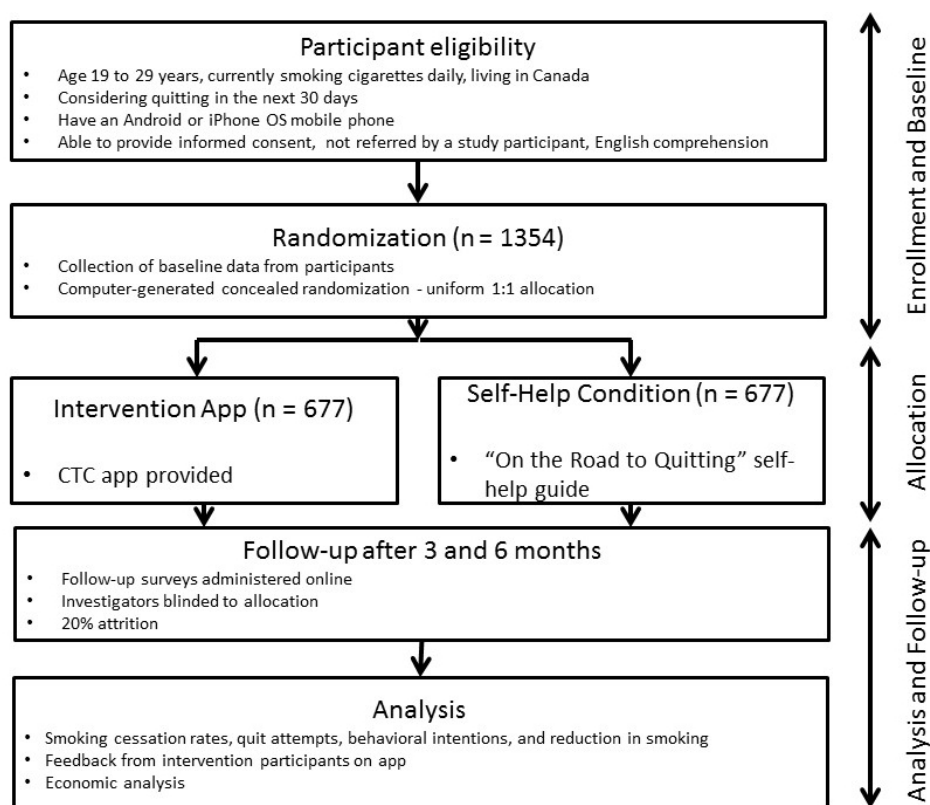 Participant eligibility
• Age 19 to 29 years, currently smoking cigarettes daily, living in Canada
• Considering quitting in the next 30 days
• Have an Android or iPhone OS mobile phone
• Able to provide informed consent, not referred by a study participant, English comprehension
Enrollment and Baseline
Randomization (n = 1354)
• Collection of baseline data from participants
• Computer-generated concealed randomization - uniform 1:1 allocation
Intervention App (n = 677)
• CTC app provided
Self-Help Condition (n = 677)
• “On the Road to Quitting” self-
help guide
Allocation
Follow-up after 3 and 6 months
• Follow-up surveys administered online
• Investigators blinded to allocation
• 20% attrition
Analysis
• Smoking cessation rates, quit attempts, behavioral intentions, and reduction in smoking
• Feedback from intervention participants on app
• Economic analysis
Analysis and Follow-up